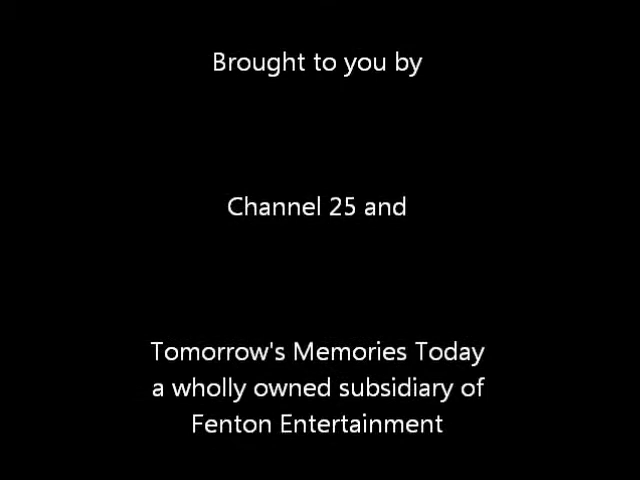 Brought to you by
Channel 25 and
Tomorrow's Memories Today
a wholly owned subsidiary of
Fenton Entertainment